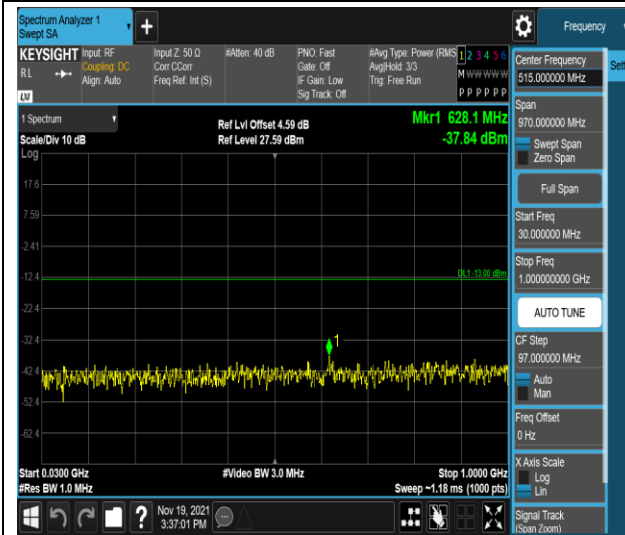 Spectrum Analyzer 1
Swept SA
Frequency
KEYSIGHT
RL
LXI
Input: RF
Coupling: DC
Align: Auto
Input Z: 50 Ω
Corr CCorr
Freq Ref: Int (S)
#Atten: 40 dB
PNO: Fast
Gate: Off
IF Gain: Low
Sig Track: Off
#Avg Type: Power (RMS
Avg|Hold: 3/3
Trig: Free Run
1 2 3 4 5 6
M W W W W W
P P P P P P
1 Spectrum
Scale/Div 10 dB
Log
Ref Lvl Offset 4.59 dB
Ref Level 27.59 dBm
Mkr1 628.1 MHz
-37.84 dBm
17.6
7.59
-2.41
-12.4
DL1 -13.00 dBm
-22.4
-32.4
1
-42.4
-52.4
-62.4
Start 0.0300 GHz
#Res BW 1.0 MHz
#Video BW 3.0 MHz
Stop 1.0000 GHz
Sweep ~1.18 ms (1000 pts)
Nov 19, 2021
3:37:01 PM
Center Frequency
515.000000 MHz
Span
970.000000 MHz
Swept Span
Zero Span
Full Span
Start Freq
30.000000 MHz
Stop Freq
1.000000000 GHz
AUTO TUNE
CF Step
97.000000 MHz
Auto
Man
Freq Offset
0 Hz
X Axis Scale
Log
Lin
Signal Track
(Span Zoom)
Sett